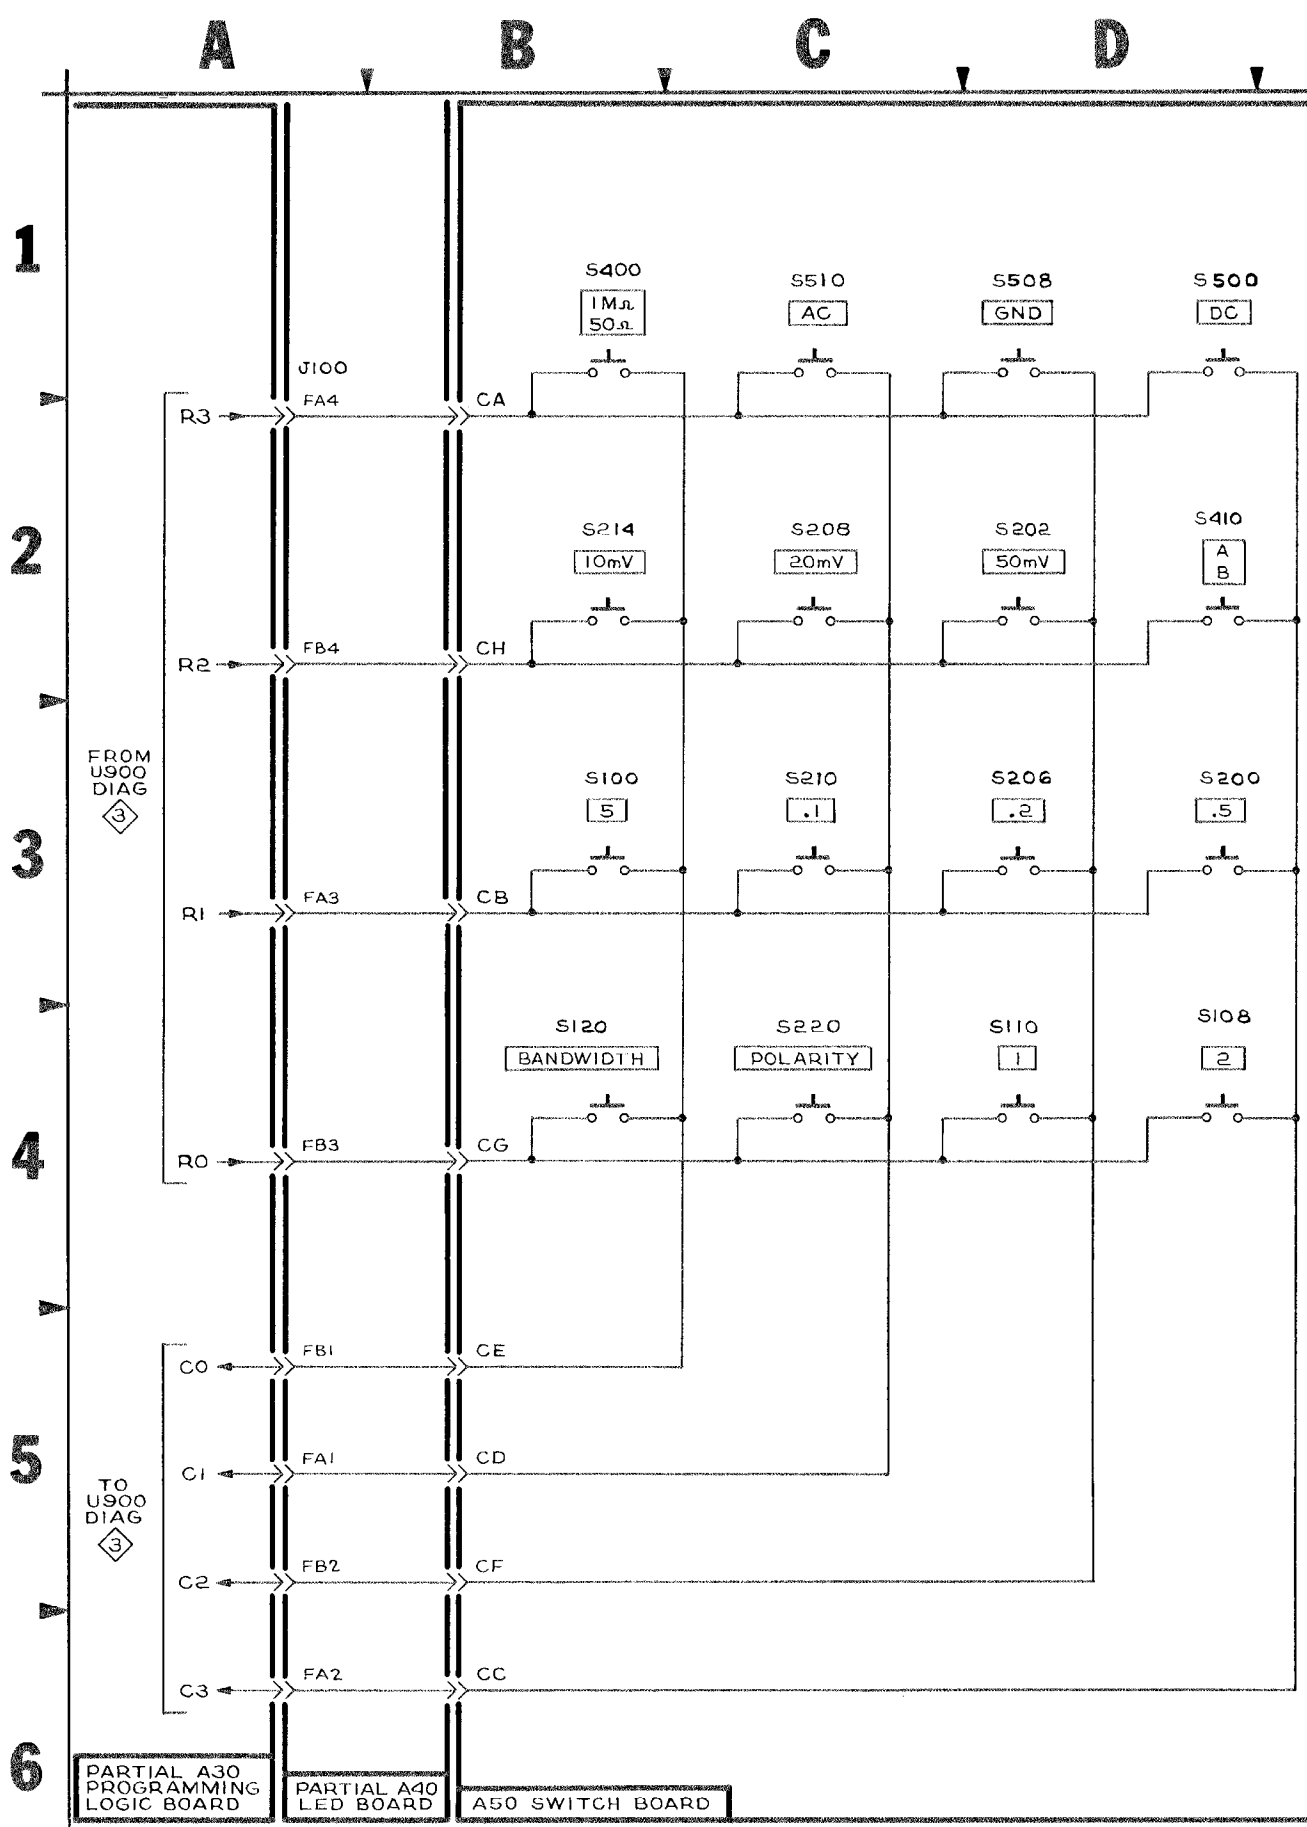 A B C D
1
S400 S510 S508 S500
1MΩ AC GND DC
50Ω
J100
R3 FA4 CA
2
S214 S208 S202 S410
10mV 20mV 50mV A
B
R2 FB4 CH
FROM
U900
DIAG
3
3
S100 S210 S206 S200
5 .1 .2 .5
R1 FA3 CB
S120 S220 S110 S108
BANDWIDTH POLARITY 1 2
4
R0 FB3 CG
C0 FB1 CE
5
C1 FA1 CD
TO
U900
DIAG
3
C2 FB2 CF
C3 FA2 CC
6
PARTIAL A30
PROGRAMMING
LOGIC BOARD
PARTIAL A40
LED BOARD
A50 SWITCH BOARD